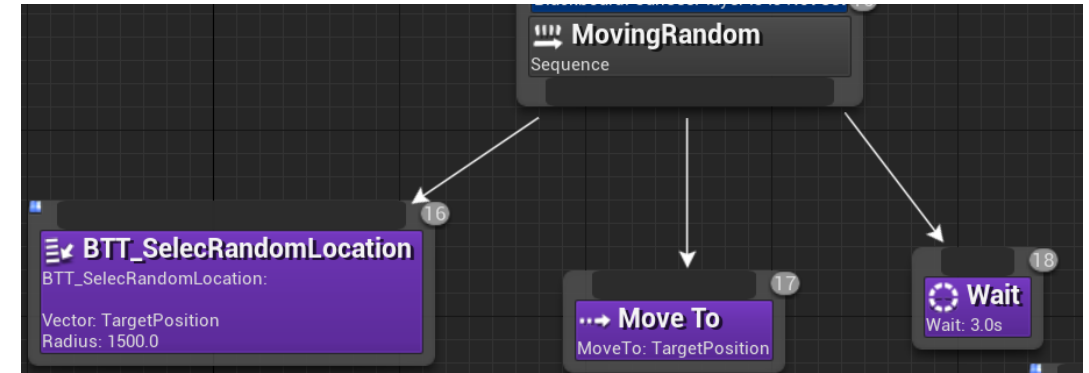 MovingRandom
Sequence
16
BTT_SelecRandomLocation
BTT_SelecRandomLocation:
Vector: TargetPosition
Radius: 1500.0
17
Move To
MoveTo: TargetPosition
18
Wait
Wait: 3.0s